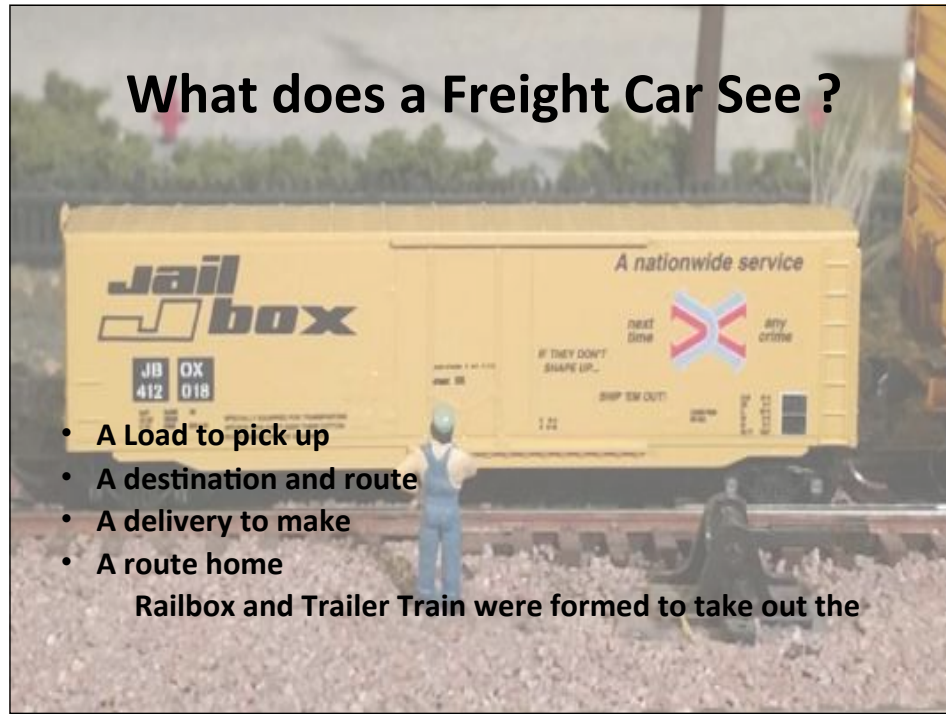 What does a Freight Car See ?
Jail
box
A nationwide service
next
time
any
crime
IF THEY DON'T
SHAPE UP...
SHIP 'EM OUT!
JB OX
412 018
• A Load to pick up
• A destination and route
• A delivery to make
• A route home
Railbox and Trailer Train were formed to take out the